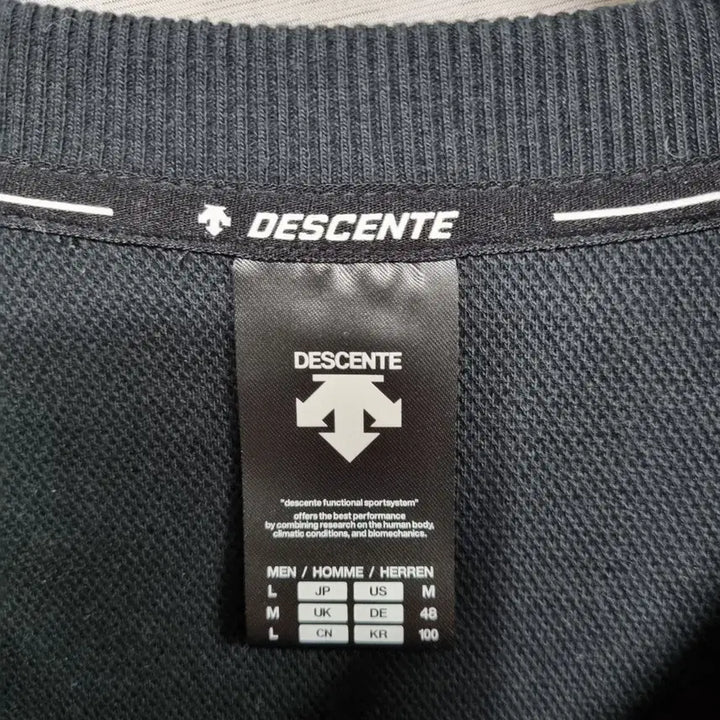 DESCENTE
DESCENTE
"descente functional sportsystem"
offers the best performance
by combining research on the human body,
climatic conditions, and biomechanics.
MEN / HOMME / HERREN
L JP US M
M UK DE 48
L CN KR 100